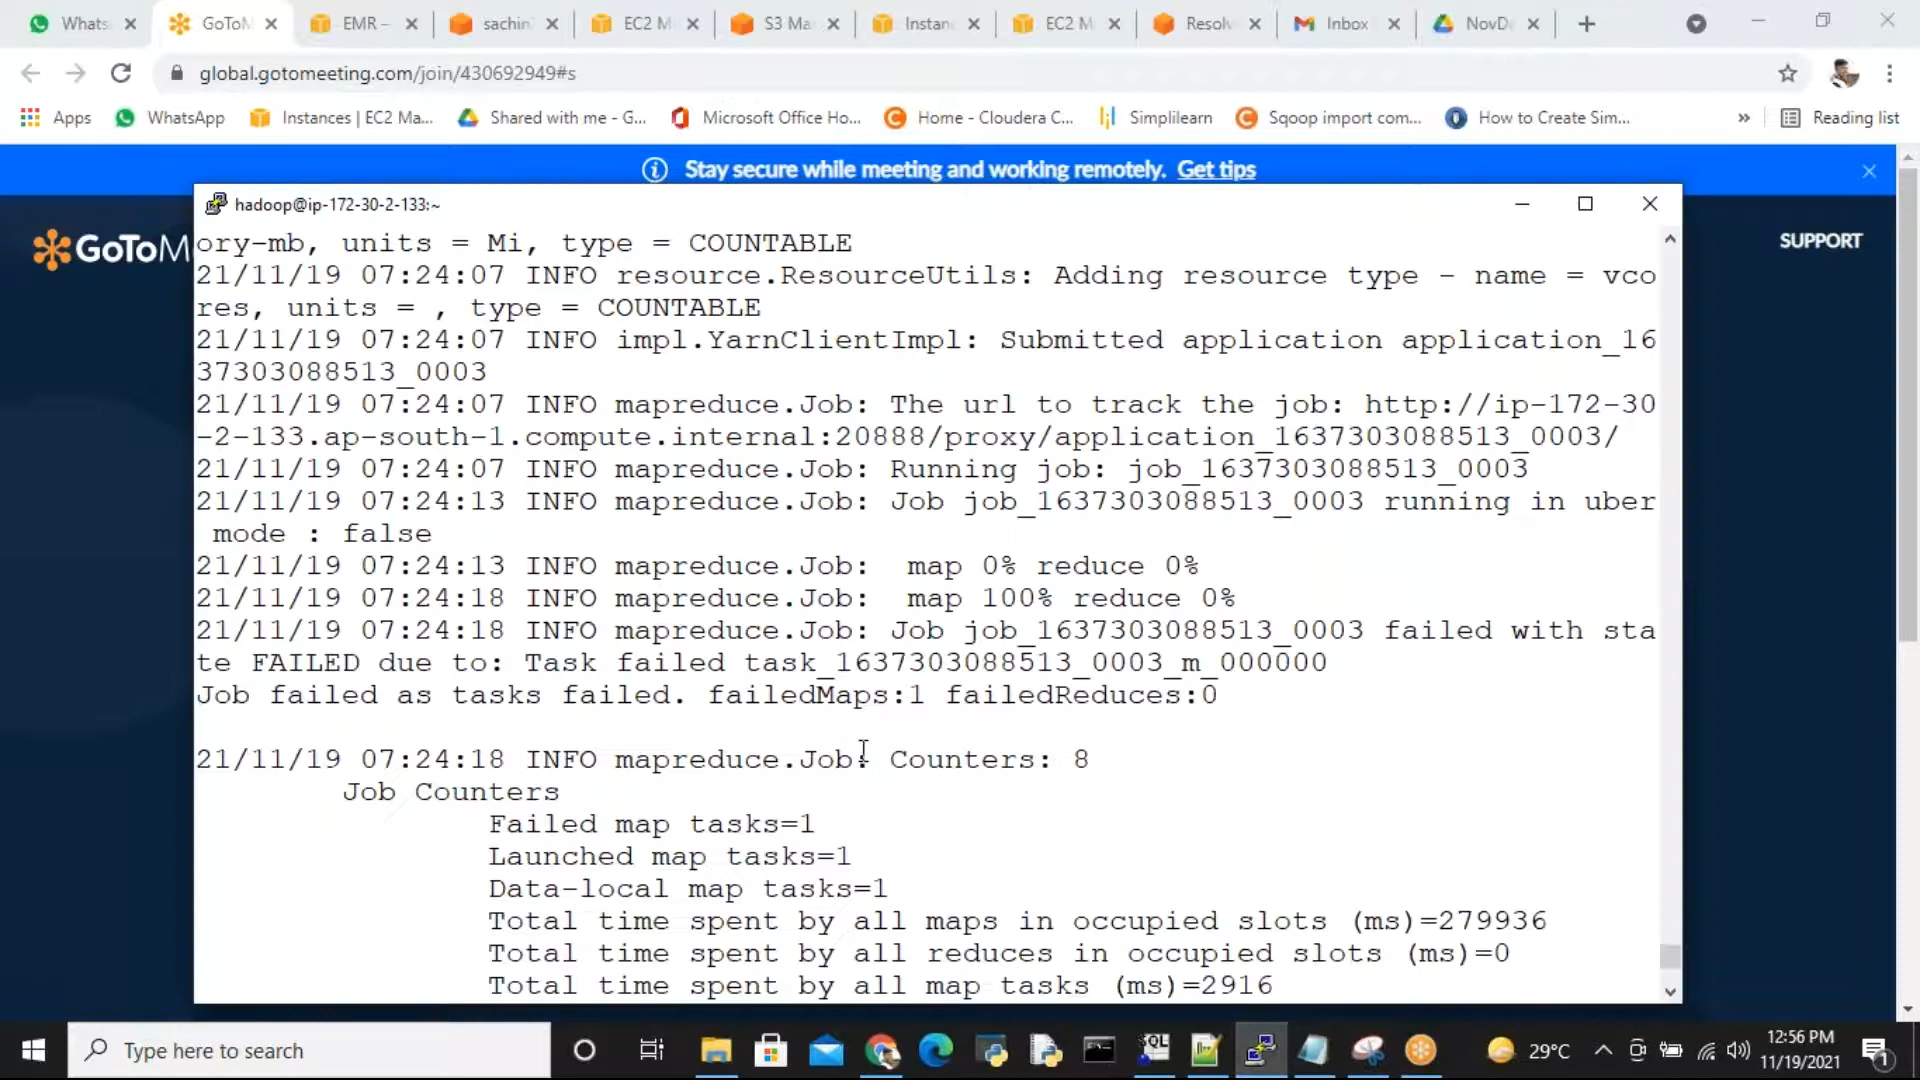 Whats
GoToM
EMR –
sachin
EC2 M
S3 Ma
Instan
EC2 M
Resolv
Inbox
NovDe
global.gotomeeting.com/join/430692949#s
Apps
WhatsApp
Instances | EC2 Ma...
Shared with me - G...
Microsoft Office Ho...
Home - Cloudera C...
Simplilearn
Sqoop import com...
How to Create Sim...
»
Reading list
Stay secure while meeting and working remotely. Get tips
GoToM
SUPPORT
hadoop@ip-172-30-2-133:~
ory-mb, units = Mi, type = COUNTABLE
21/11/19 07:24:07 INFO resource.ResourceUtils: Adding resource type - name = vco
res, units = , type = COUNTABLE
21/11/19 07:24:07 INFO impl.YarnClientImpl: Submitted application application_16
37303088513_0003
21/11/19 07:24:07 INFO mapreduce.Job: The url to track the job: http://ip-172-30
-2-133.ap-south-1.compute.internal:20888/proxy/application_1637303088513_0003/
21/11/19 07:24:07 INFO mapreduce.Job: Running job: job_1637303088513_0003
21/11/19 07:24:13 INFO mapreduce.Job: Job job_1637303088513_0003 running in uber
mode : false
21/11/19 07:24:13 INFO mapreduce.Job:  map 0% reduce 0%
21/11/19 07:24:18 INFO mapreduce.Job:  map 100% reduce 0%
21/11/19 07:24:18 INFO mapreduce.Job: Job job_1637303088513_0003 failed with sta
te FAILED due to: Task failed task_1637303088513_0003_m_000000
Job failed as tasks failed. failedMaps:1 failedReduces:0
21/11/19 07:24:18 INFO mapreduce.Job: Counters: 8
Job Counters
Failed map tasks=1
Launched map tasks=1
Data-local map tasks=1
Total time spent by all maps in occupied slots (ms)=279936
Total time spent by all reduces in occupied slots (ms)=0
Total time spent by all map tasks (ms)=2916
Type here to search
29°C
12:56 PM
11/19/2021
1